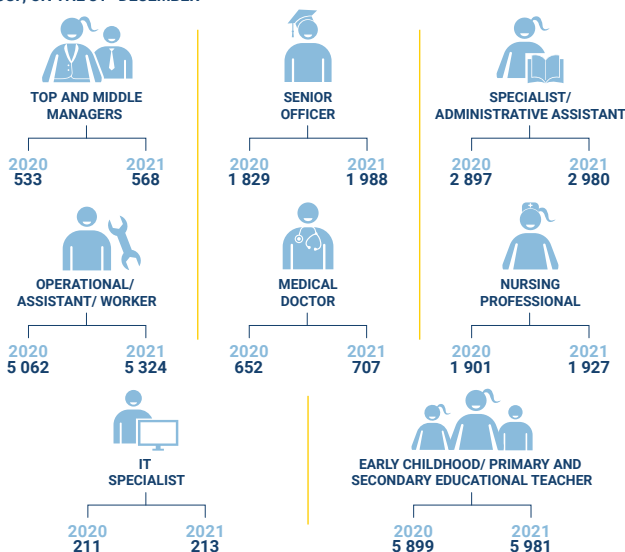 TOP AND MIDDLE
MANAGERS
2020 2021
533 568
SENIOR
OFFICER
2020 2021
1 829 1 988
SPECIALIST/
ADMINISTRATIVE ASSISTANT
2020 2021
2 897 2 980
OPERATIONAL/
ASSISTANT/ WORKER
2020 2021
5 062 5 324
MEDICAL
DOCTOR
2020 2021
652 707
NURSING
PROFESSIONAL
2020 2021
1 901 1 927
IT
SPECIALIST
2020 2021
211 213
EARLY CHILDHOOD/ PRIMARY AND
SECONDARY EDUCATIONAL TEACHER
2020 2021
5 899 5 981